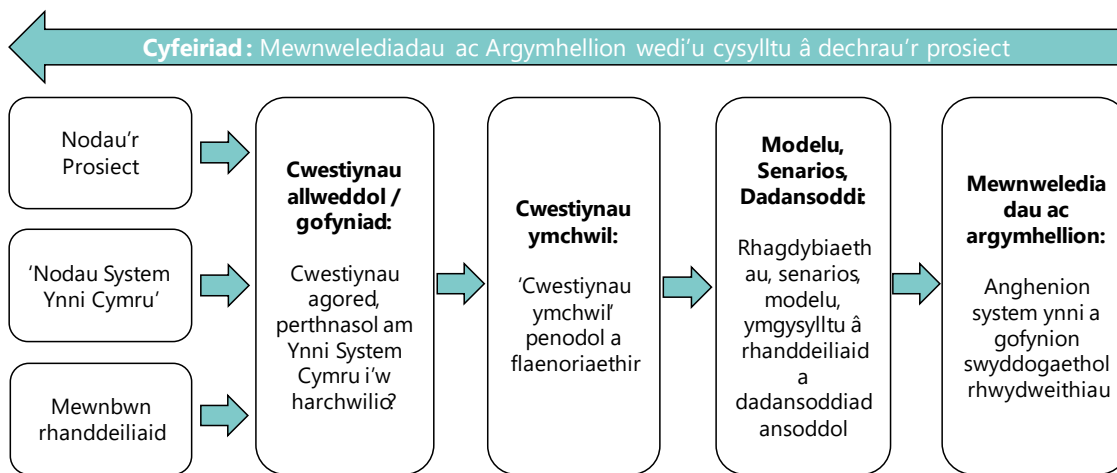 Cyfeiriad: Mewnwelediadau ac Argymhellion wedi'u cysylltu â dechrau'r prosiect
Nodau'r
Prosiect
'Nodau System
Ynni Cymru'
Mewnbwn
rhanddeiliaid
Cwestiynau
allweddol /
gofyniad:
Cwestiynau
agored,
perthnasol am
Ynni System
Cymru i'w
harchwilio?
Cwestiynau
ymchwil:
'Cwestiynau
ymchwil'
penodol a
flaenoriaethir
Modelu,
Senarios,
Dadansoddi:
Rhagdybiaeth
au, senarios,
modelu,
ymgysylltu â
rhanddeiliaid
a
dadansoddiad
ansoddol
Mewnweledia
dau ac
argymhellion:
Anghenion
system ynni a
gofynion
swyddogaethol
rhwydweithiau